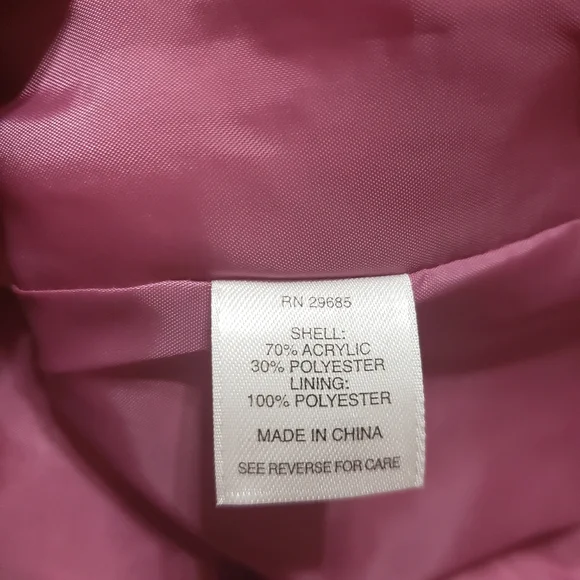 RN 29685
SHELL:
70% ACRYLIC
30% POLYESTER
LINING:
100% POLYESTER
MADE IN CHINA
SEE REVERSE FOR CARE